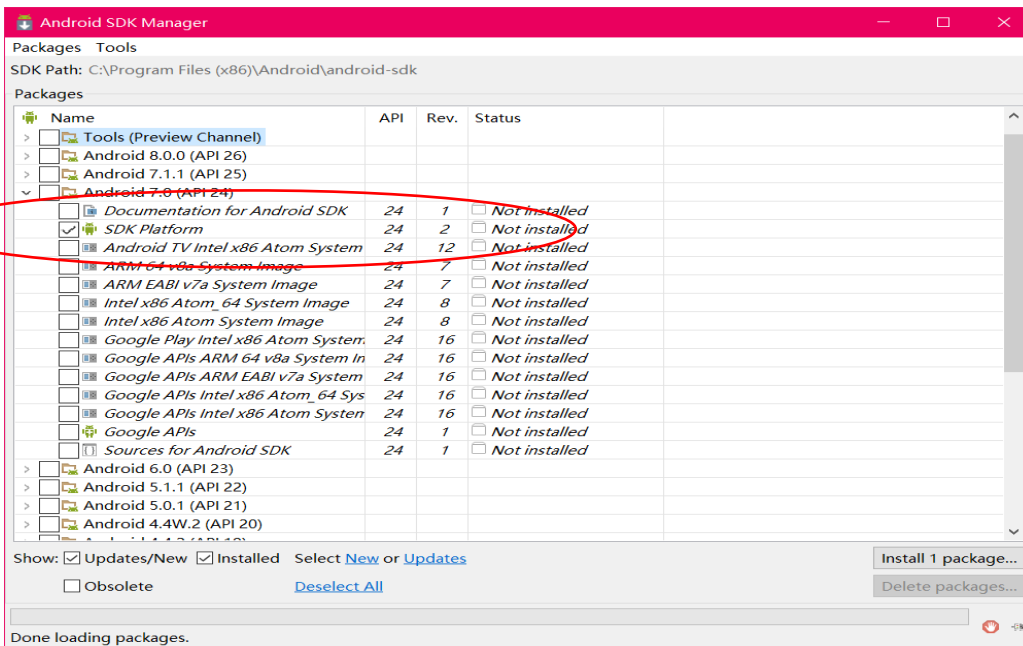 Android SDK Manager
Packages Tools
SDK Path: C:\Program Files (x86)\Android\android-sdk
Packages
Name API Rev. Status
Tools (Preview Channel)
Android 8.0.0 (API 26)
Android 7.1.1 (API 25)
Android 7.0 (API 24)
Documentation for Android SDK 24 1 Not installed
SDK Platform 24 2 Not installed
Android TV Intel x86 Atom System 24 12 Not installed
ARM 64 v8a System Image 24 7 Not installed
ARM EABI v7a System Image 24 7 Not installed
Intel x86 Atom_64 System Image 24 8 Not installed
Intel x86 Atom System Image 24 8 Not installed
Google Play Intel x86 Atom System 24 16 Not installed
Google APIs ARM 64 v8a System In 24 16 Not installed
Google APIs ARM EABI v7a System 24 16 Not installed
Google APIs Intel x86 Atom_64 Sys 24 16 Not installed
Google APIs Intel x86 Atom System 24 16 Not installed
Google APIs 24 1 Not installed
Sources for Android SDK 24 1 Not installed
Android 6.0 (API 23)
Android 5.1.1 (API 22)
Android 5.0.1 (API 21)
Android 4.4W.2 (API 20)
Show: Updates/New Installed Select New or Updates Install 1 package...
Obsolete Deselect All Delete packages...
Done loading packages.